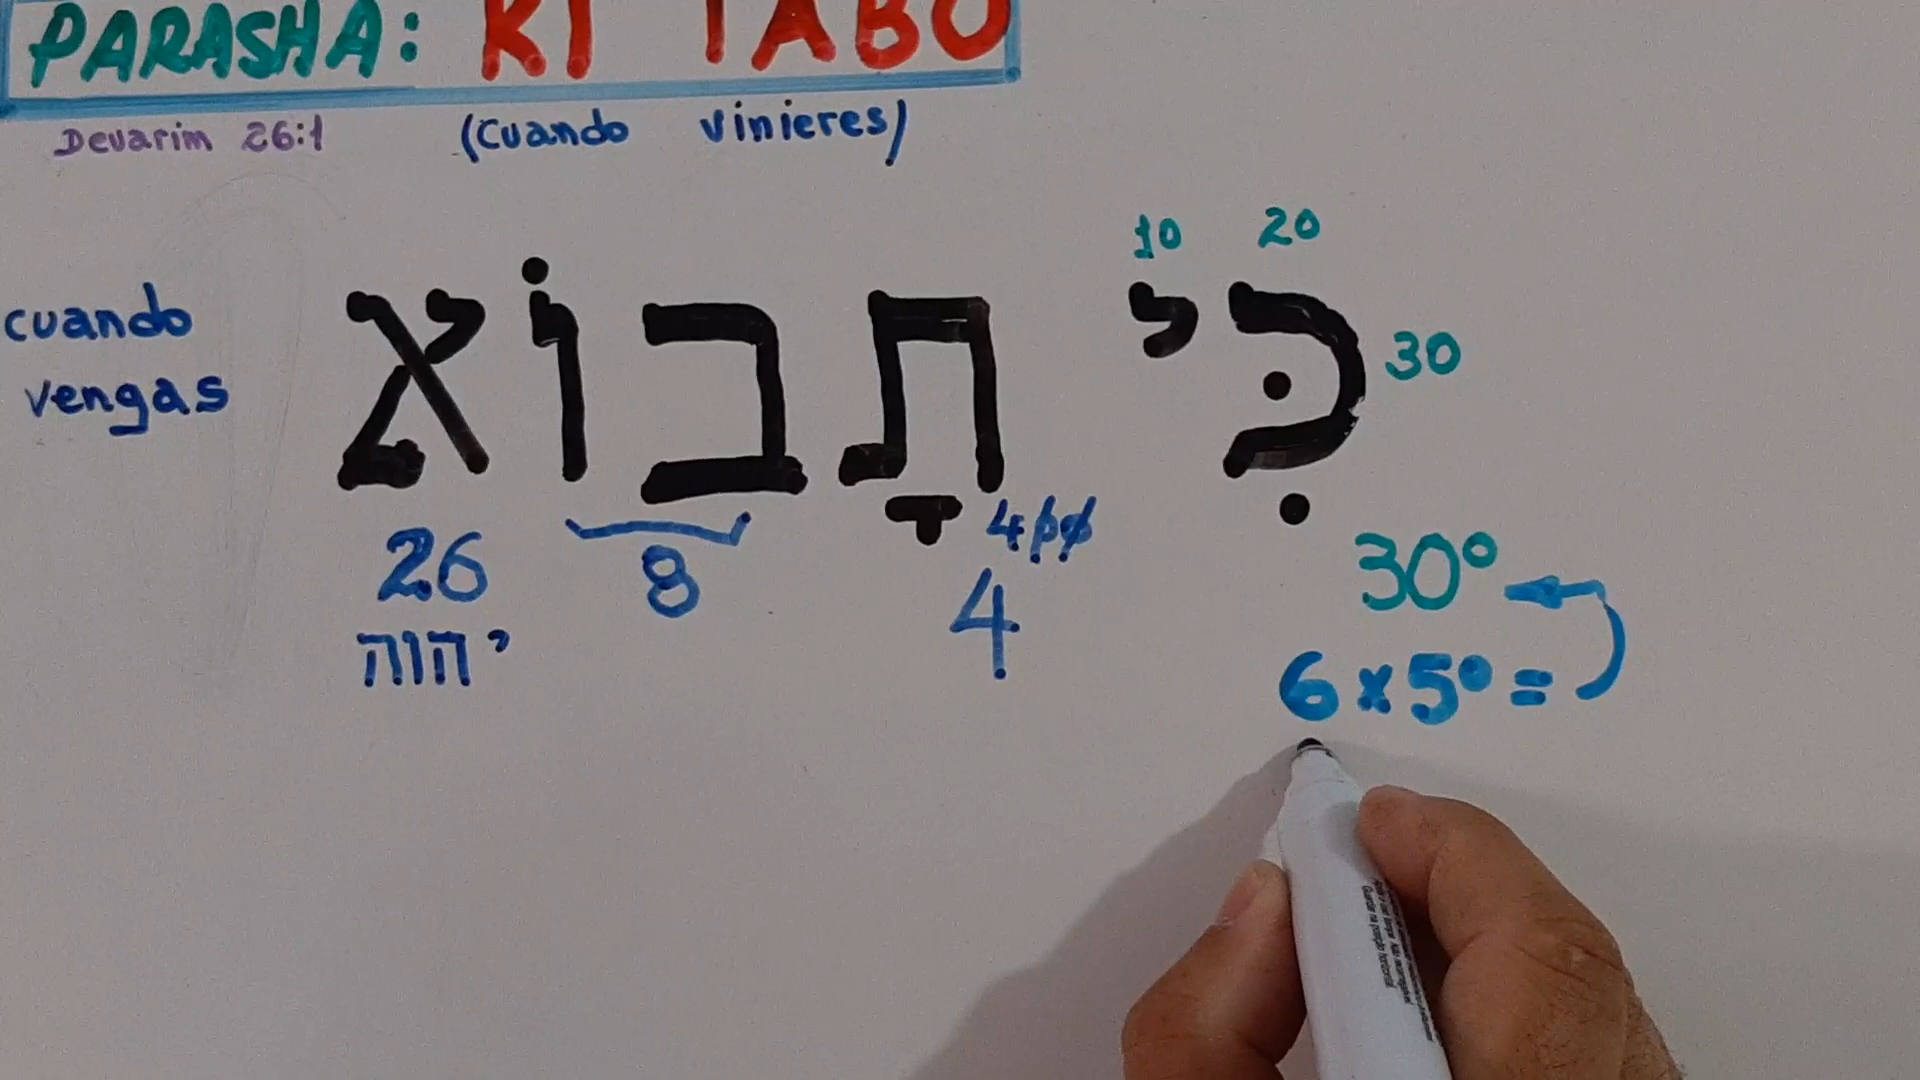 PARASHA: KI TABO
Devarim 26:1 (Cuando vinieres)
10 20
cuando
vengas
כִּי תָבוֹא
30
26 8 4øø
4
יהוה
30°
6 x 5° =